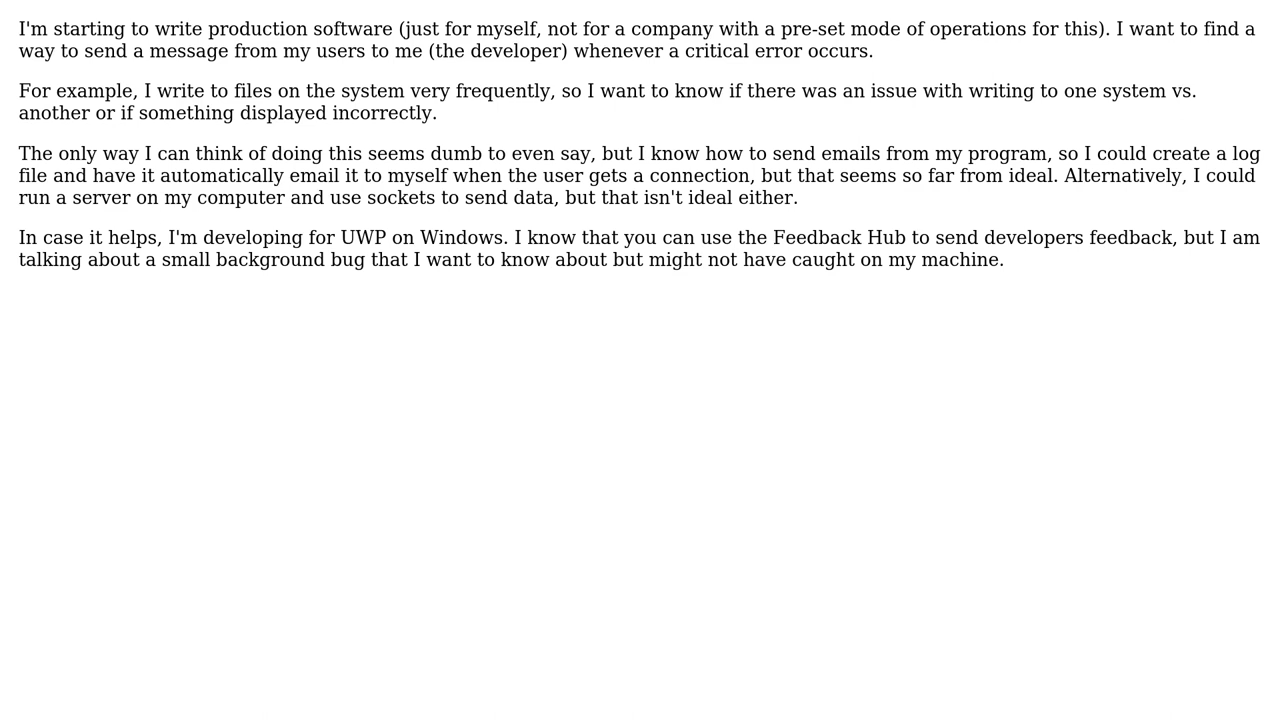 I'm starting to write production software (just for myself, not for a company with a pre-set mode of operations for this). I want to find a
way to send a message from my users to me (the developer) whenever a critical error occurs.
For example, I write to files on the system very frequently, so I want to know if there was an issue with writing to one system vs.
another or if something displayed incorrectly.
The only way I can think of doing this seems dumb to even say, but I know how to send emails from my program, so I could create a log
file and have it automatically email it to myself when the user gets a connection, but that seems so far from ideal. Alternatively, I could
run a server on my computer and use sockets to send data, but that isn't ideal either.
In case it helps, I'm developing for UWP on Windows. I know that you can use the Feedback Hub to send developers feedback, but I am
talking about a small background bug that I want to know about but might not have caught on my machine.